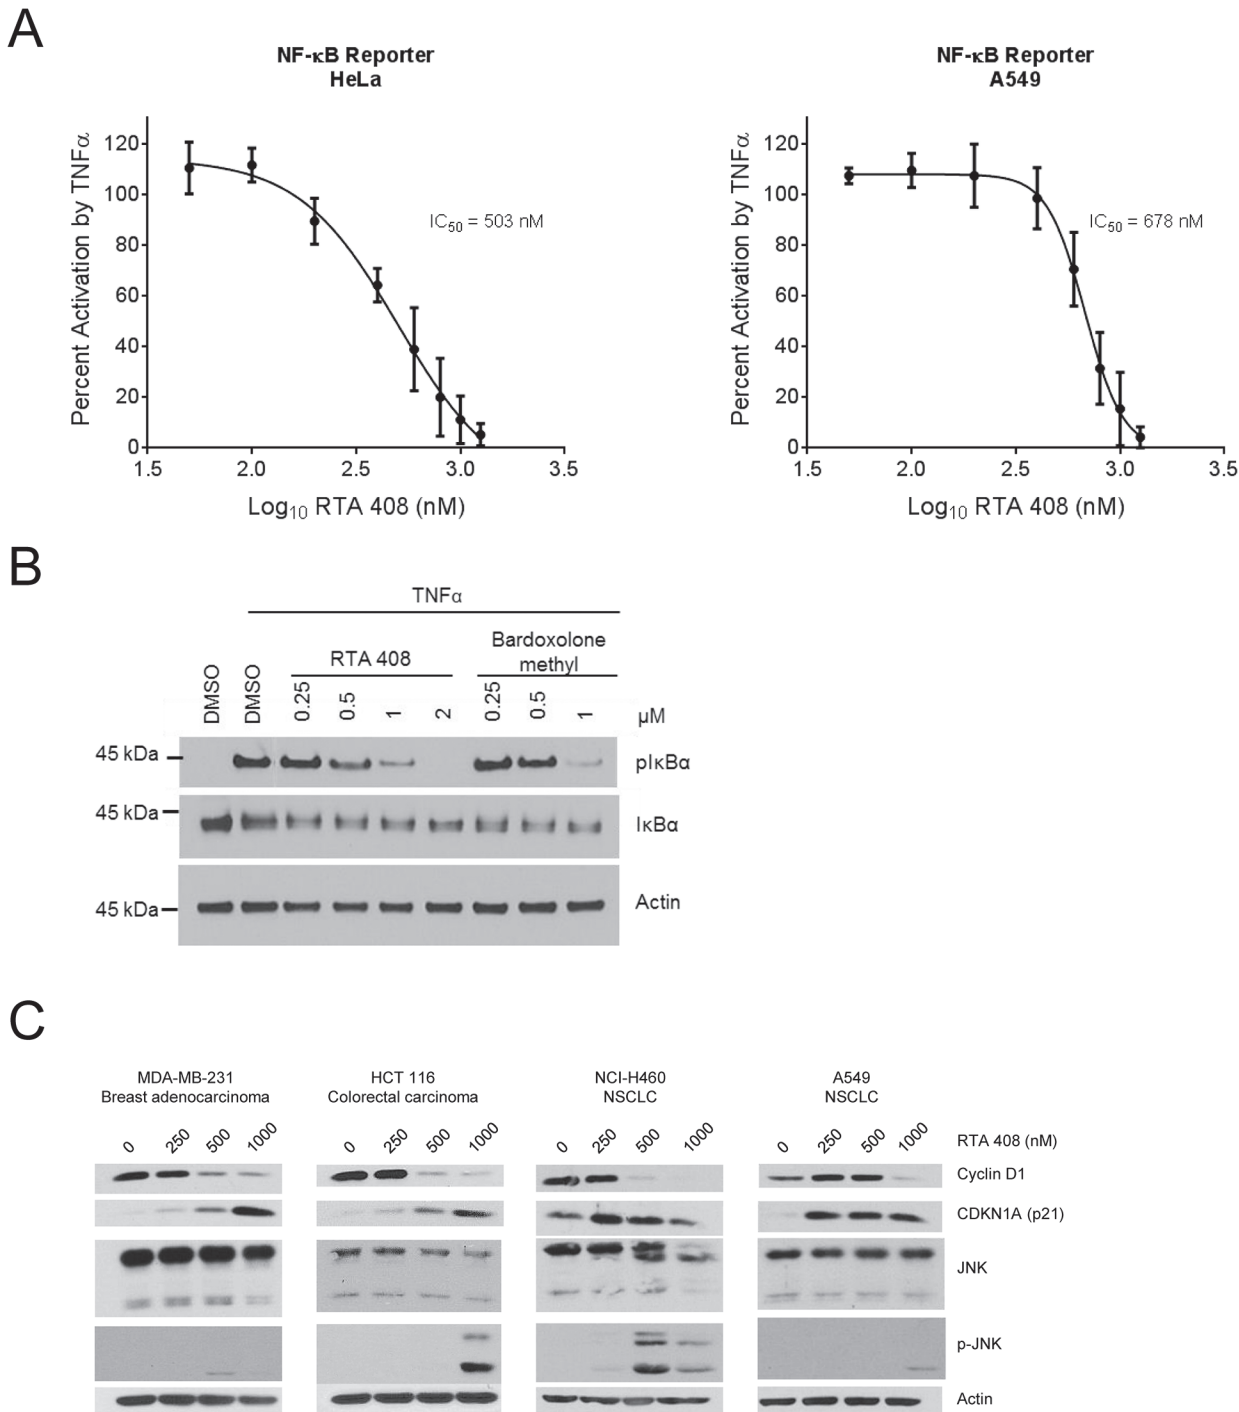 A
NF-κB Reporter
HeLa
Percent Activation by TNFα
120
100
80
60
40
20
0
1.5 2.0 2.5 3.0 3.5
Log10 RTA 408 (nM)
IC50 = 503 nM
NF-κB Reporter
A549
Percent Activation by TNFα
120
100
80
60
40
20
0
1.5 2.0 2.5 3.0 3.5
Log10 RTA 408 (nM)
IC50 = 678 nM
B
TNFα
RTA 408
Bardoxolone
methyl
DMSO DMSO 0.25 0.5 1 2 0.25 0.5 1 μM
45 kDa pIκBα
45 kDa IκBα
45 kDa Actin
C
MDA-MB-231
Breast adenocarcinoma
HCT 116
Colorectal carcinoma
NCI-H460
NSCLC
A549
NSCLC
0 250 500 1000 0 250 500 1000 0 250 500 1000 0 250 500 1000 RTA 408 (nM)
Cyclin D1
CDKN1A (p21)
JNK
p-JNK
Actin